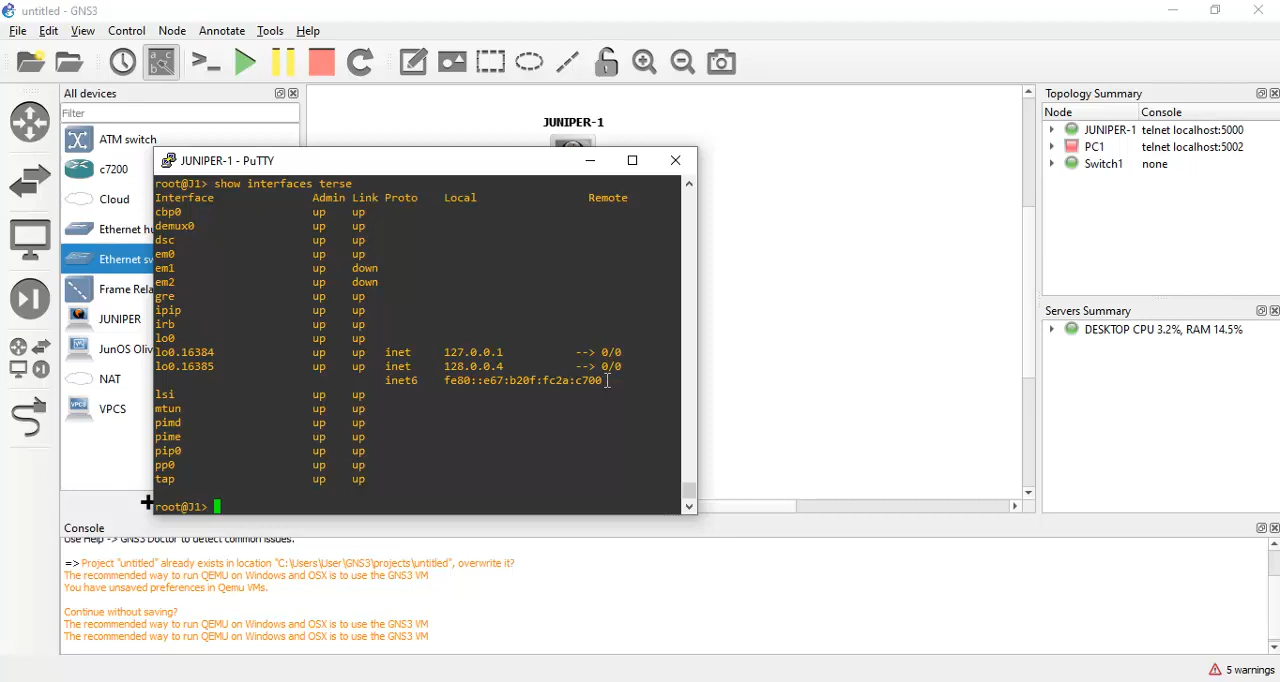 untitled - GNS3
File Edit View Control Node Annotate Tools Help
All devices
Filter
ATM switch
c7200
Cloud
Ethernet hu
Ethernet sv
Frame Rela
JUNIPER
JunOS Oliv
NAT
VPCS
JUNIPER-1
JUNIPER-1 - PuTTY
root@J1> show interfaces terse
Interface Admin Link Proto Local Remote
cbp0 up up
demux0 up up
dsc up up
em0 up up
em1 up down
em2 up down
gre up up
ipip up up
irb up up
lo0 up up
lo0.16384 up up inet 127.0.0.1 --> 0/0
lo0.16385 up up inet 128.0.0.4 --> 0/0
inet6 fe80::e67:b20f:fc2a:c700
lsi up up
mtun up up
pimd up up
pime up up
pip0 up up
pp0 up up
tap up up
root@J1>
Topology Summary
Node Console
JUNIPER-1 telnet localhost:5000
PC1 telnet localhost:5002
Switch1 none
Servers Summary
DESKTOP CPU 3.2%, RAM 14.5%
Console
Use Help -> GNS3 Doctor to detect common issues.
=> Project "untitled" already exists in location "C:\Users\User\GNS3\projects\untitled", overwrite it?
The recommended way to run QEMU on Windows and OSX is to use the GNS3 VM
You have unsaved preferences in Qemu VMs.
Continue without saving?
The recommended way to run QEMU on Windows and OSX is to use the GNS3 VM
The recommended way to run QEMU on Windows and OSX is to use the GNS3 VM
5 warnings